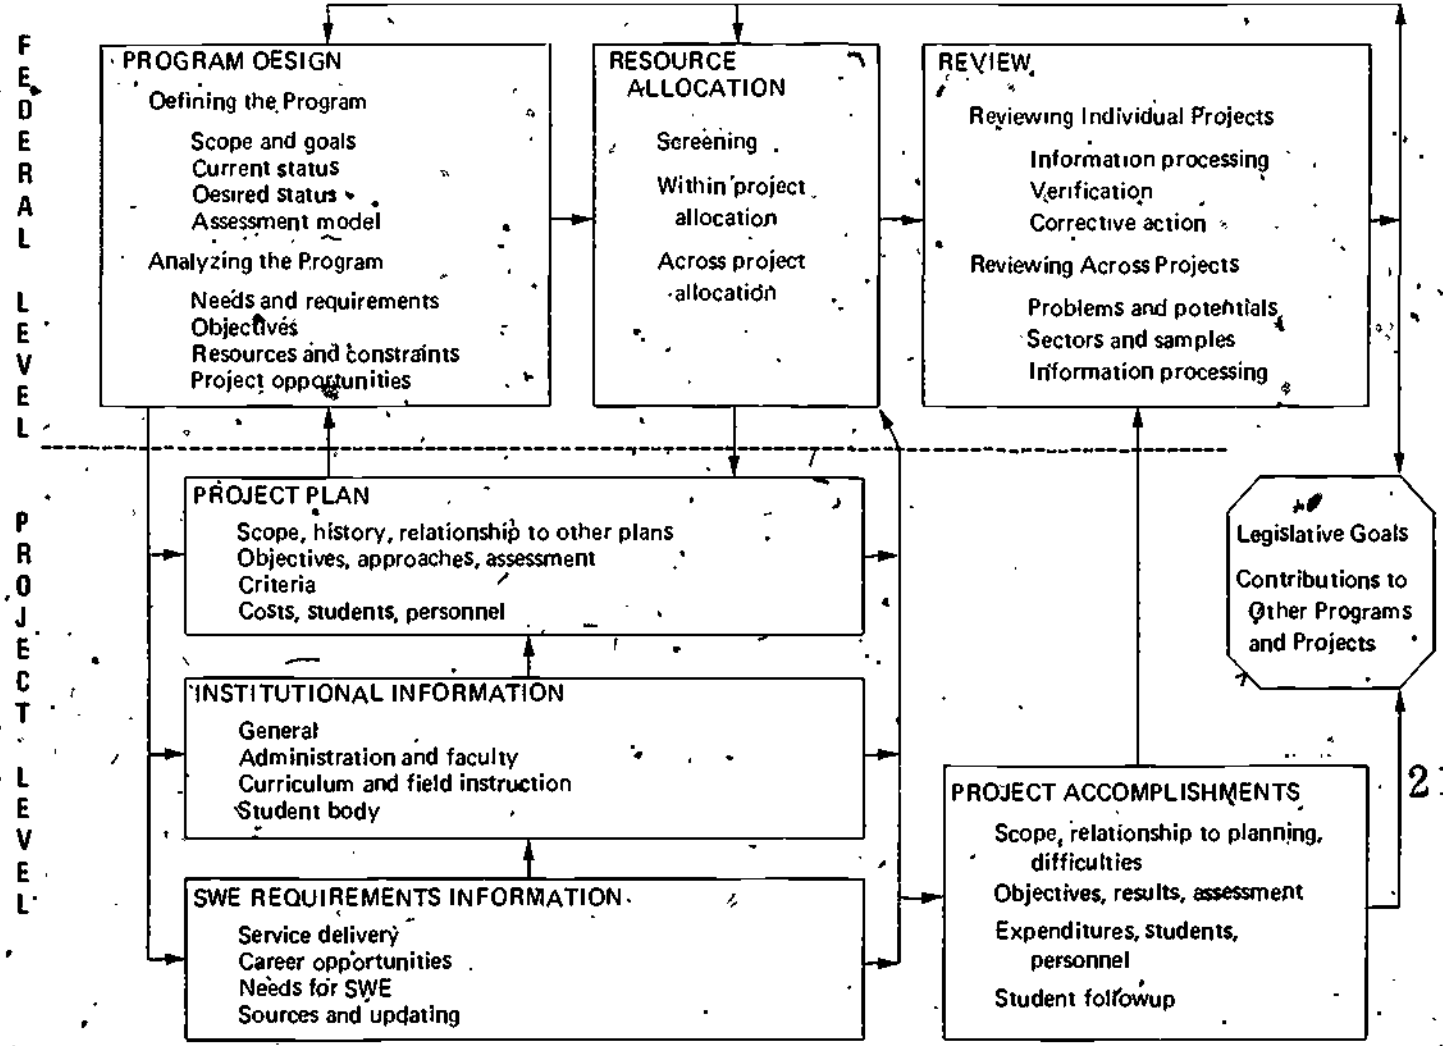 FEDERAL LEVEL
PROGRAM OESIGN
Oefining the Program
Scope and goals
Current status
Oesired status
Assessment model
Analyzing the Program
Needs and requirements
Objectives
Resources and constraints
Project opportunities
RESOURCE
ALLOCATION
Screening
Within project
allocation
Across project
allocation
REVIEW
Reviewing Individual Projects
Information processing
Verification
Corrective action
Reviewing Across Projects
Problems and potentials
Sectors and samples
Information processing
PROJECT LEVEL
PROJECT PLAN
Scope, history, relationship to other plans
Objectives, approaches, assessment
Criteria
Costs, students, personnel
INSTITUTIONAL INFORMATION
General
Administration and faculty
Curriculum and field instruction
Student body
SWE REQUIREMENTS INFORMATION
Service delivery
Career opportunities
Needs for SWE
Sources and updating
PROJECT ACCOMPLISHMENTS
Scope, relationship to planning,
difficulties
Objectives, results, assessment
Expenditures, students,
personnel
Student followup
Legislative Goals
Contributions to
Other Programs
and Projects
2